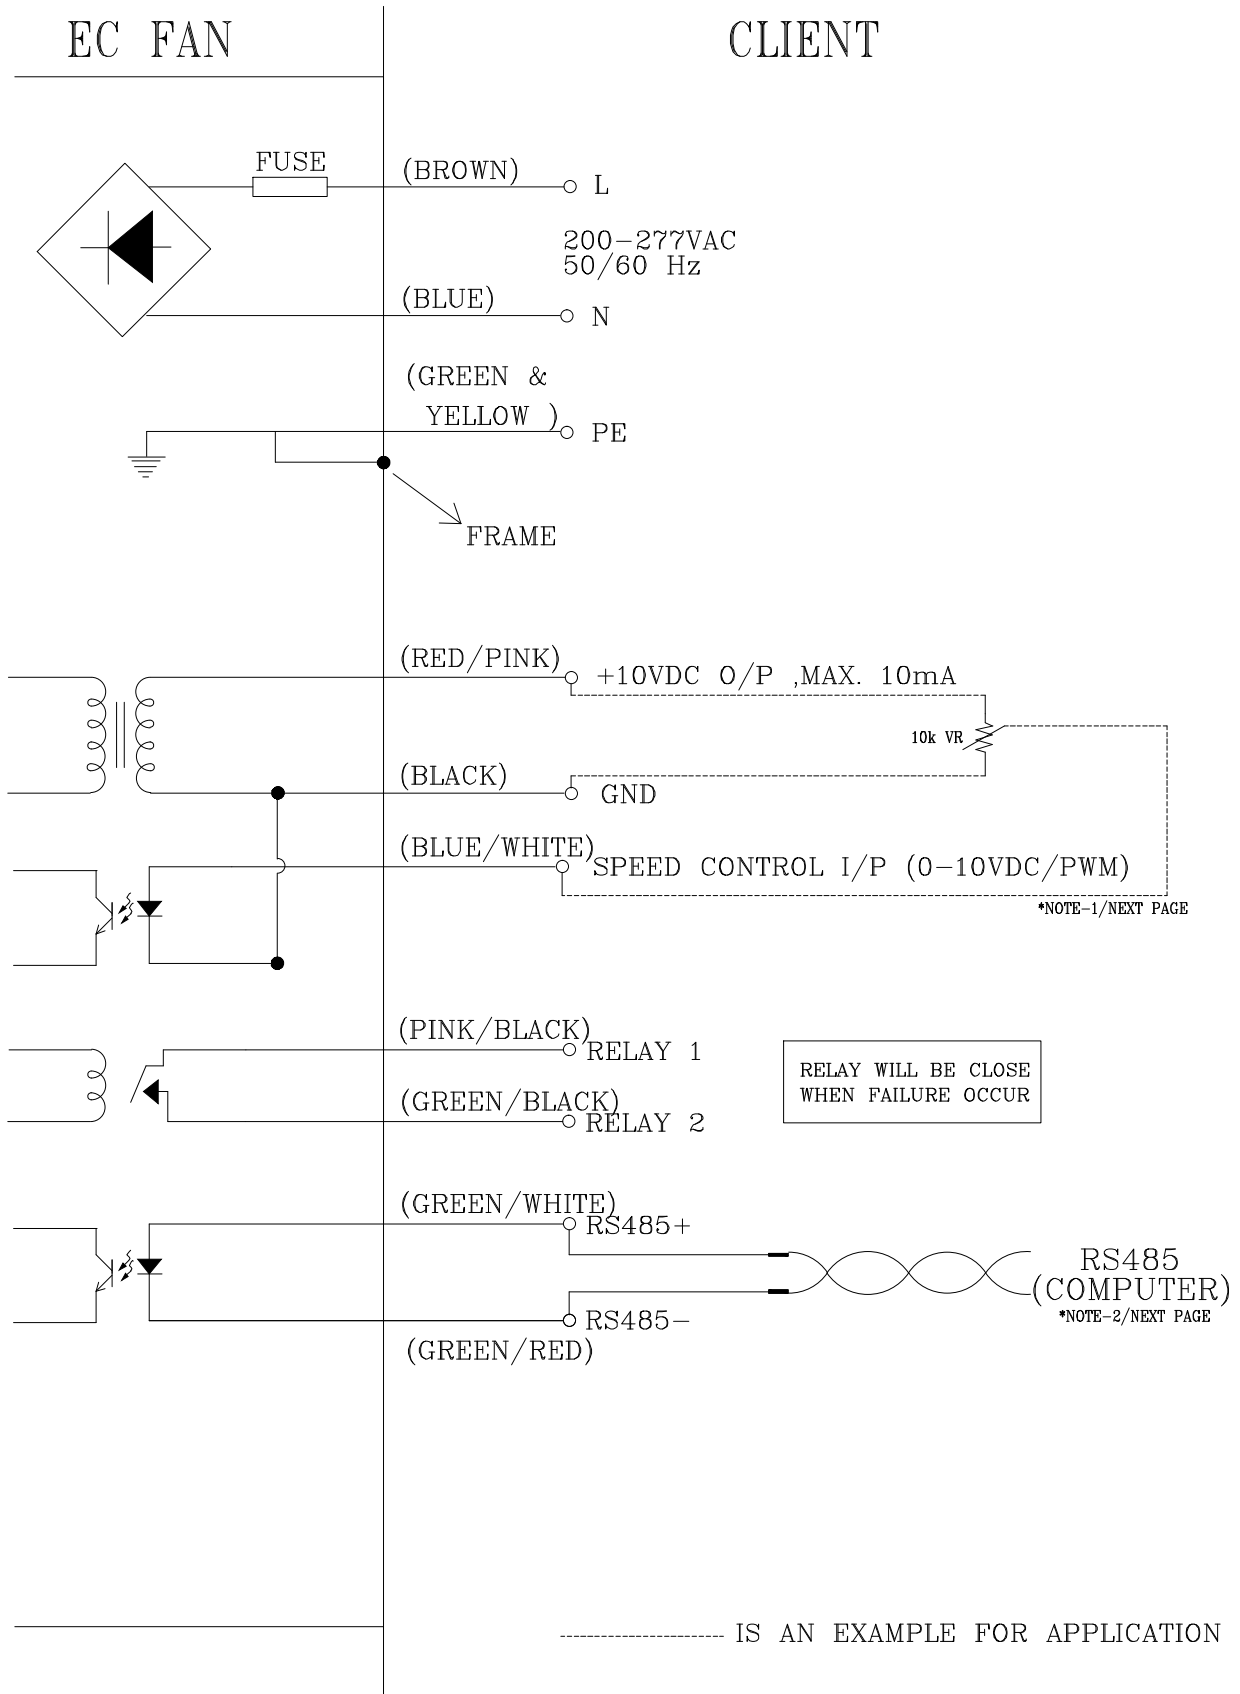 EC FAN
CLIENT
FUSE
(BROWN)
L
200-277VAC
50/60 Hz
(BLUE)
N
(GREEN &
YELLOW )
PE
FRAME
(RED/PINK)
+10VDC O/P ,MAX. 10mA
10k VR
(BLACK)
GND
(BLUE/WHITE)
SPEED CONTROL I/P (0-10VDC/PWM)
*NOTE-1/NEXT PAGE
(PINK/BLACK)
RELAY 1
RELAY WILL BE CLOSE
WHEN FAILURE OCCUR
(GREEN/BLACK)
RELAY 2
(GREEN/WHITE)
RS485+
RS485
(COMPUTER)
*NOTE-2/NEXT PAGE
RS485-
(GREEN/RED)
IS AN EXAMPLE FOR APPLICATION